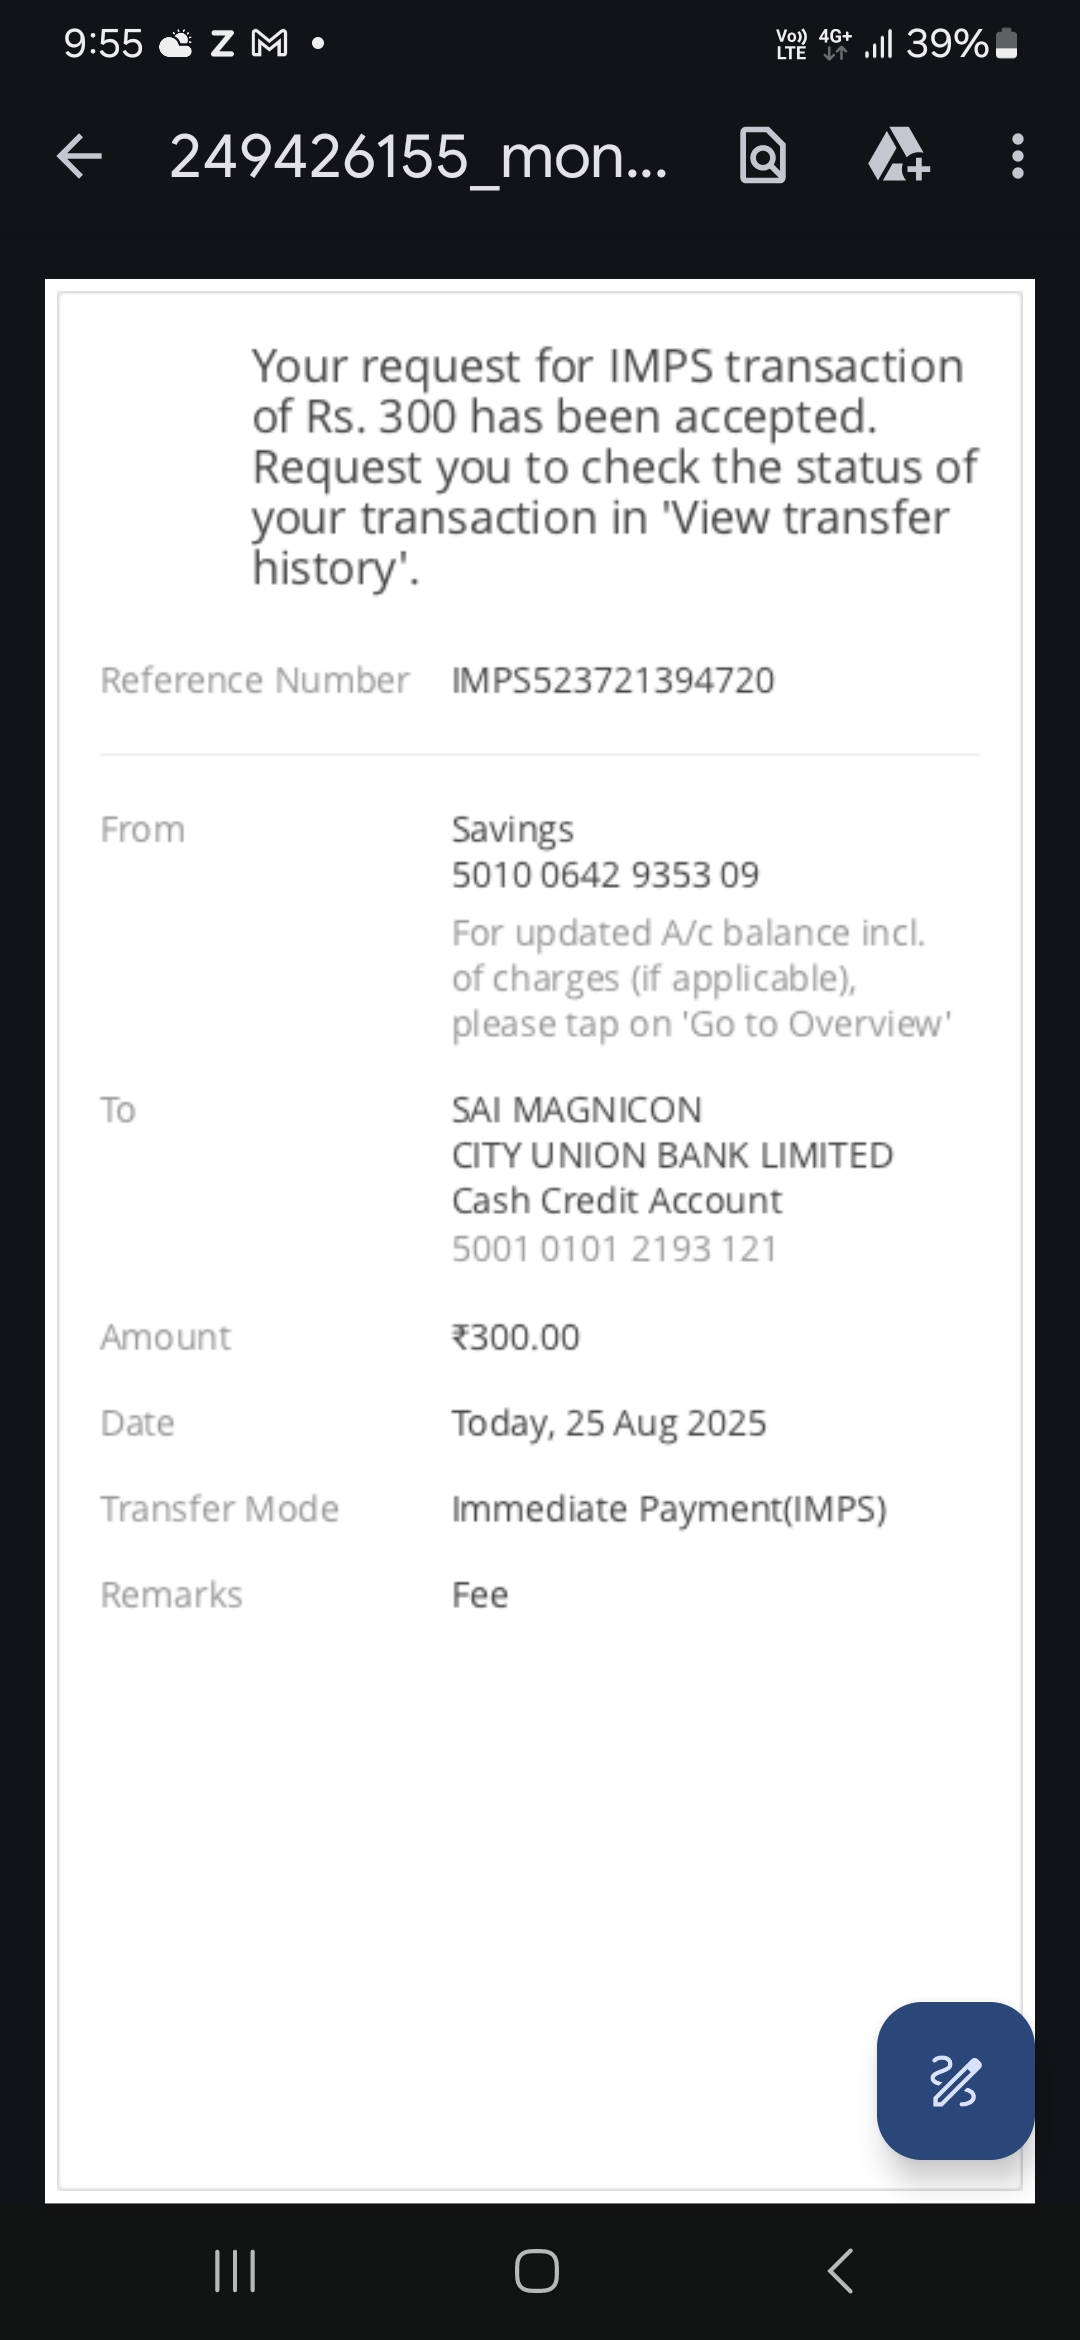 9:55 Z
Vo)) LTE 4G+ 39%
249426155_mon...
Your request for IMPS transaction
of Rs. 300 has been accepted.
Request you to check the status of
your transaction in 'View transfer
history'.
Reference Number IMPS523721394720
From Savings
5010 0642 9353 09
For updated A/c balance incl.
of charges (if applicable),
please tap on 'Go to Overview'
To SAI MAGNICON
CITY UNION BANK LIMITED
Cash Credit Account
5001 0101 2193 121
Amount ₹300.00
Date Today, 25 Aug 2025
Transfer Mode Immediate Payment(IMPS)
Remarks Fee